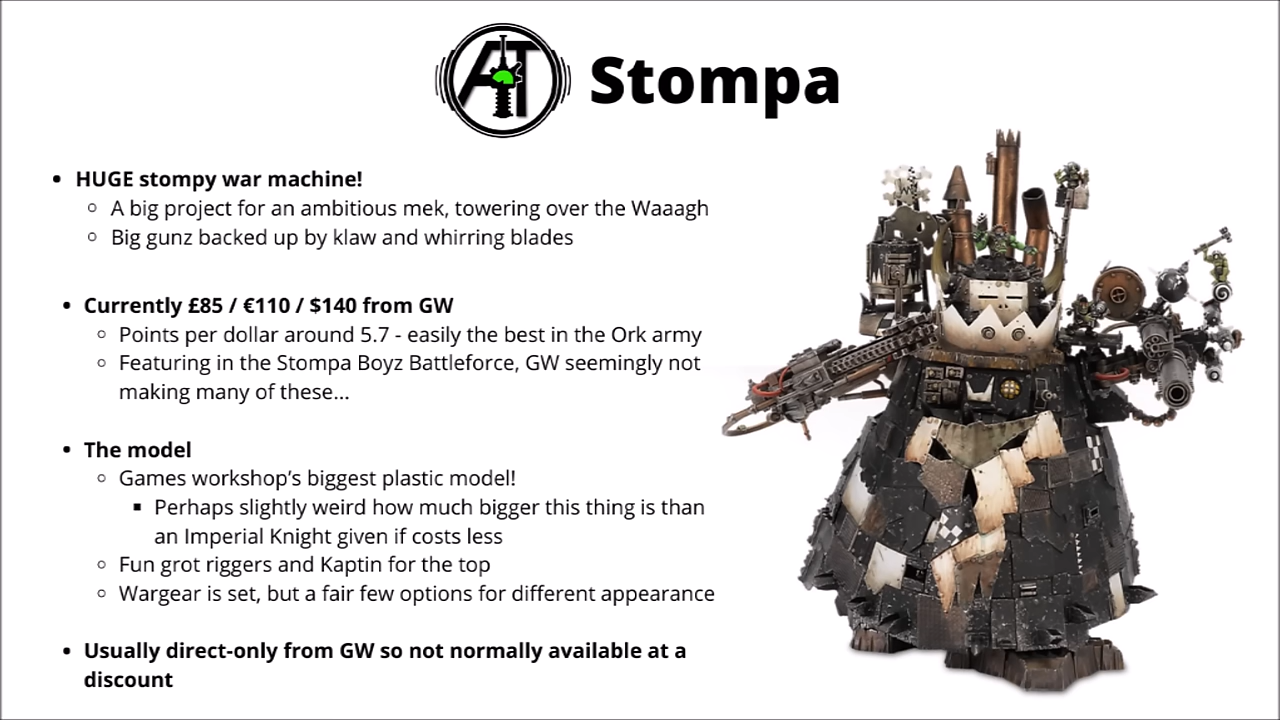 AT
Stompa
• HUGE stompy war machine!
○ A big project for an ambitious mek, towering over the Waaagh
○ Big gunz backed up by klaw and whirring blades
• Currently £85 / €110 / $140 from GW
○ Points per dollar around 5.7 - easily the best in the Ork army
○ Featuring in the Stompa Boyz Battleforce, GW seemingly not
making many of these...
• The model
○ Games workshop's biggest plastic model!
▪ Perhaps slightly weird how much bigger this thing is than
an Imperial Knight given if costs less
○ Fun grot riggers and Kaptin for the top
○ Wargear is set, but a fair few options for different appearance
• Usually direct-only from GW so not normally available at a
discount